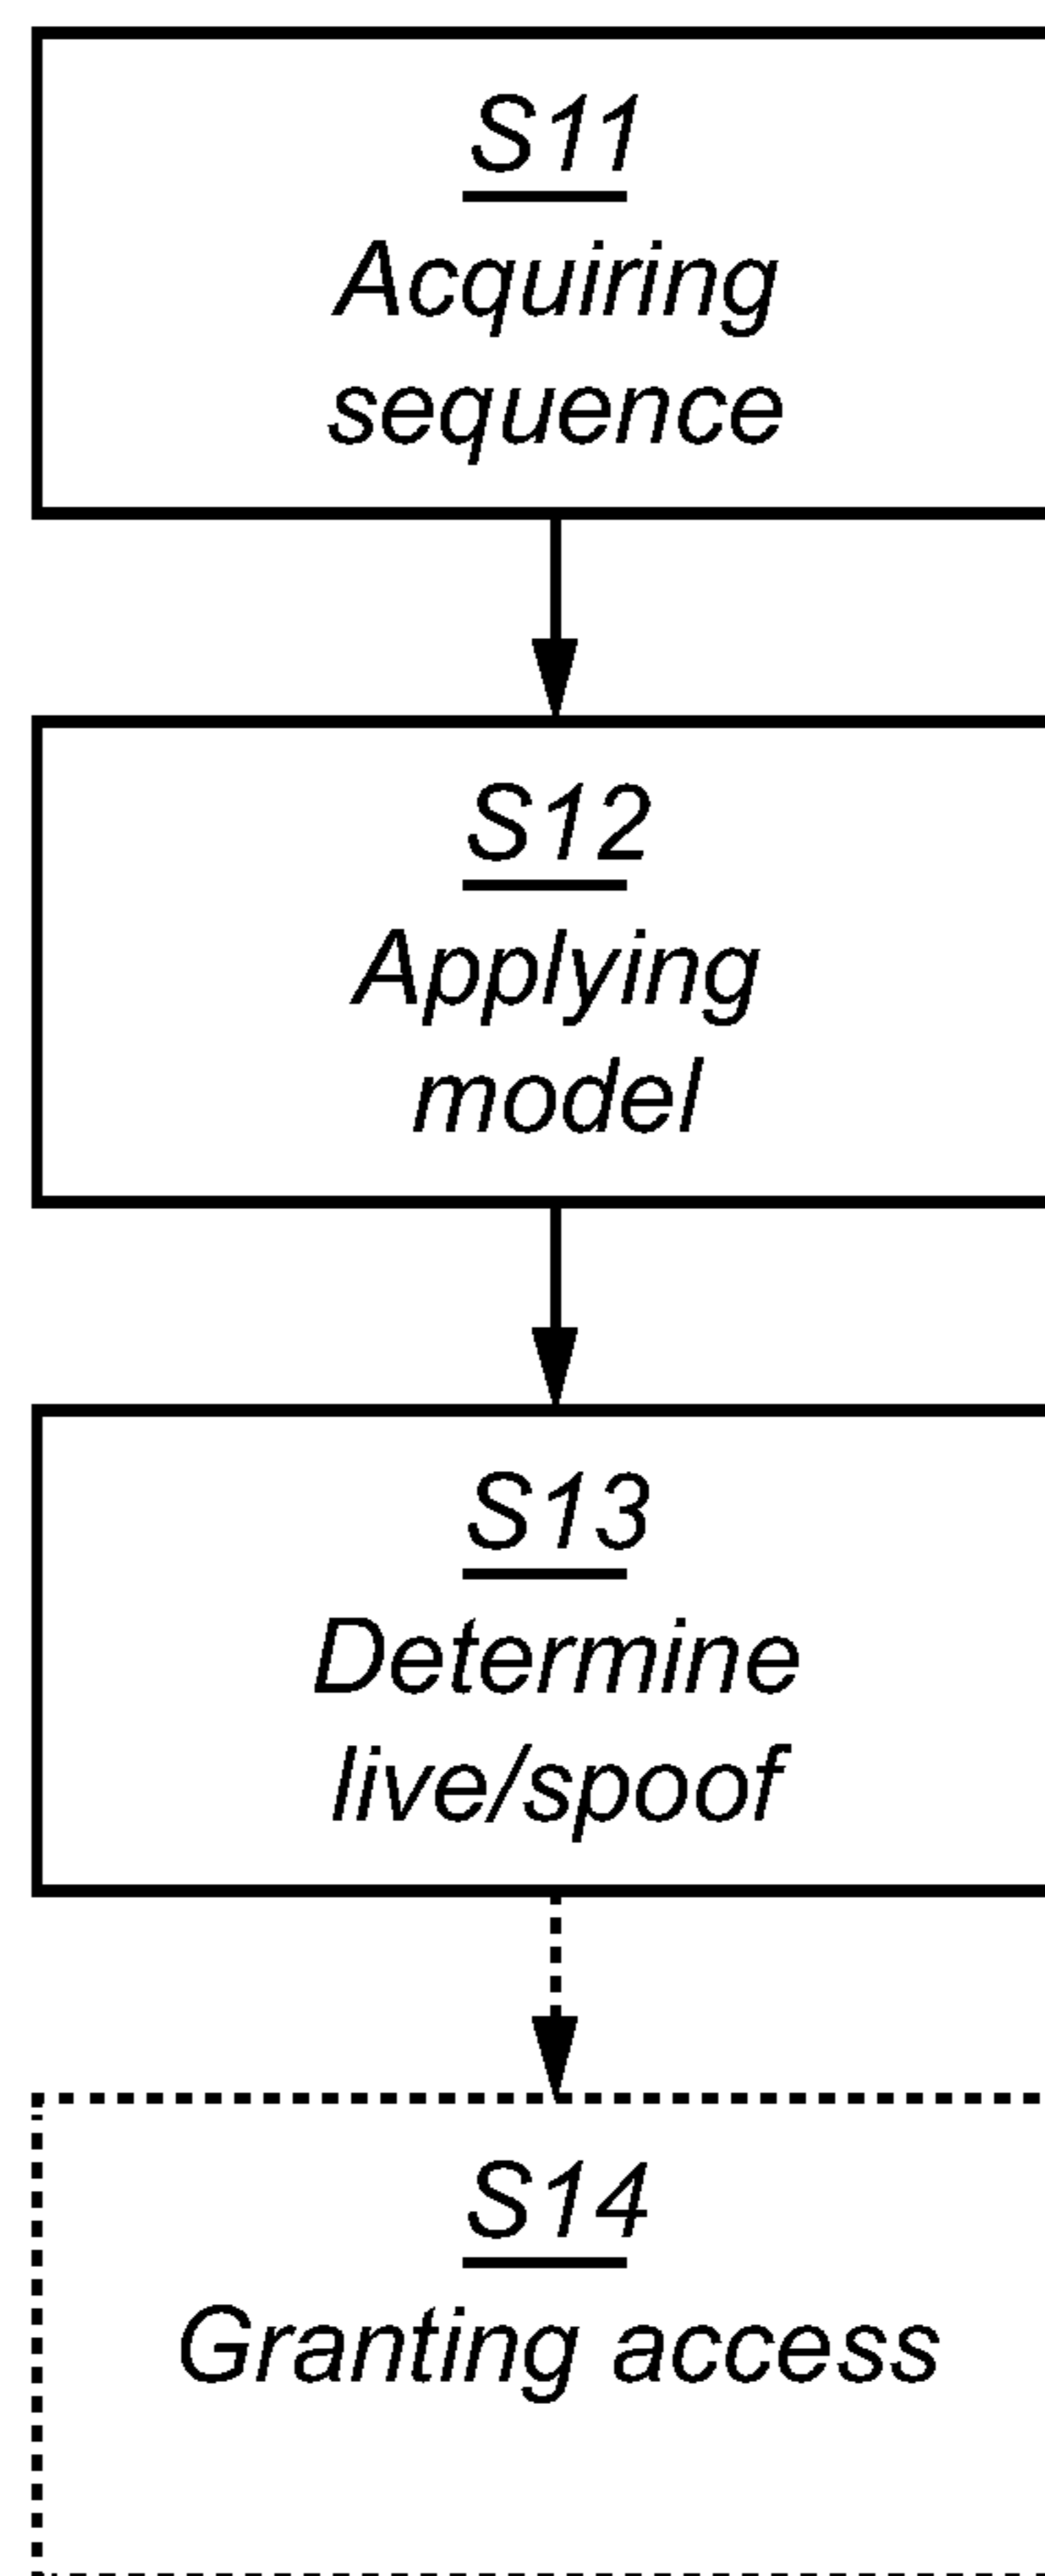 S11
Acquiring
sequence
S12
Applying
model
S13
Determine
live/spoof
S14
Granting access